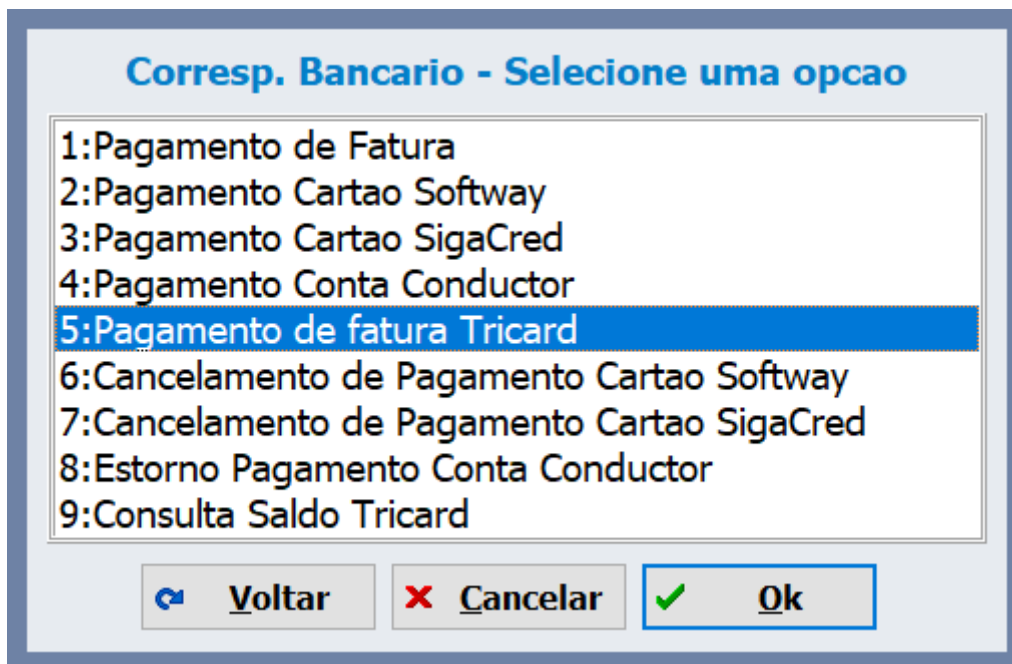 Corresp. Bancario - Selecione uma opcao
1:Pagamento de Fatura
2:Pagamento Cartao Softway
3:Pagamento Cartao SigaCred
4:Pagamento Conta Conductor
5:Pagamento de fatura Tricard
6:Cancelamento de Pagamento Cartao Softway
7:Cancelamento de Pagamento Cartao SigaCred
8:Estorno Pagamento Conta Conductor
9:Consulta Saldo Tricard
Voltar Cancelar Ok